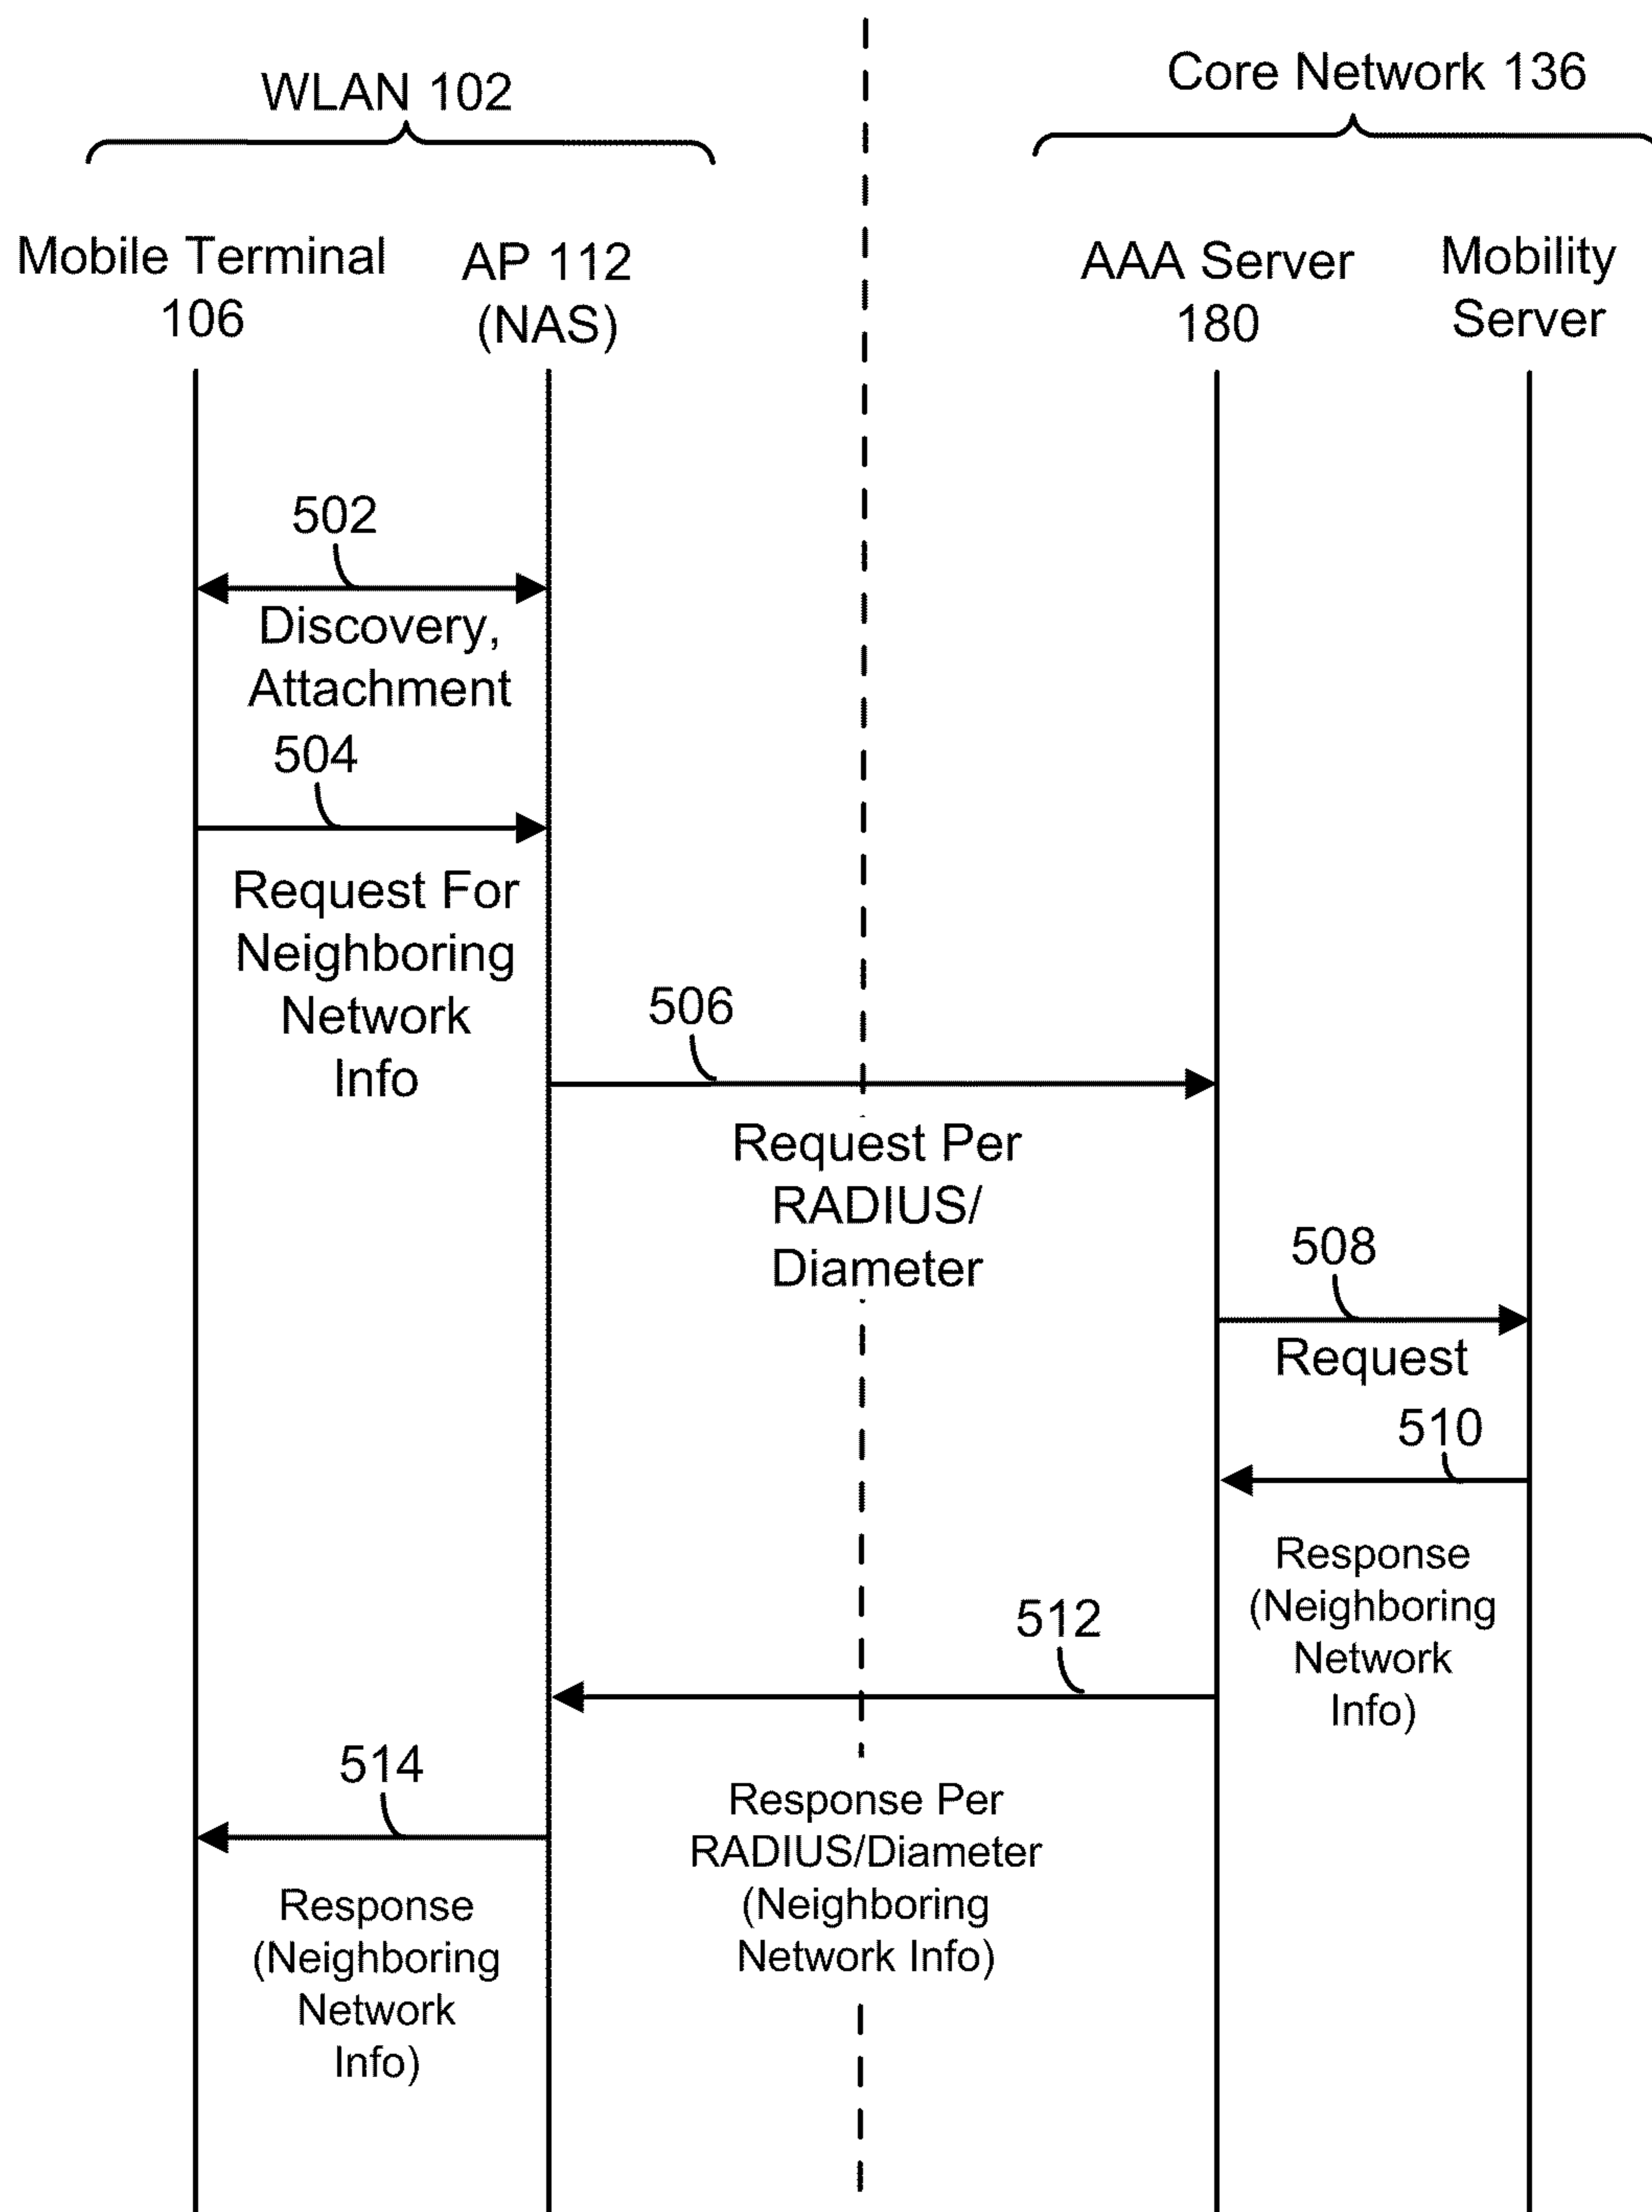 WLAN 102
Core Network 136
Mobile Terminal
106
AP 112
(NAS)
AAA Server
180
Mobility
Server
502
Discovery,
Attachment
504
Request For
Neighboring
Network
Info
506
Request Per
RADIUS/
Diameter
508
Request
510
Response
(Neighboring
Network
Info)
512
Response Per
RADIUS/Diameter
(Neighboring
Network Info)
514
Response
(Neighboring
Network
Info)